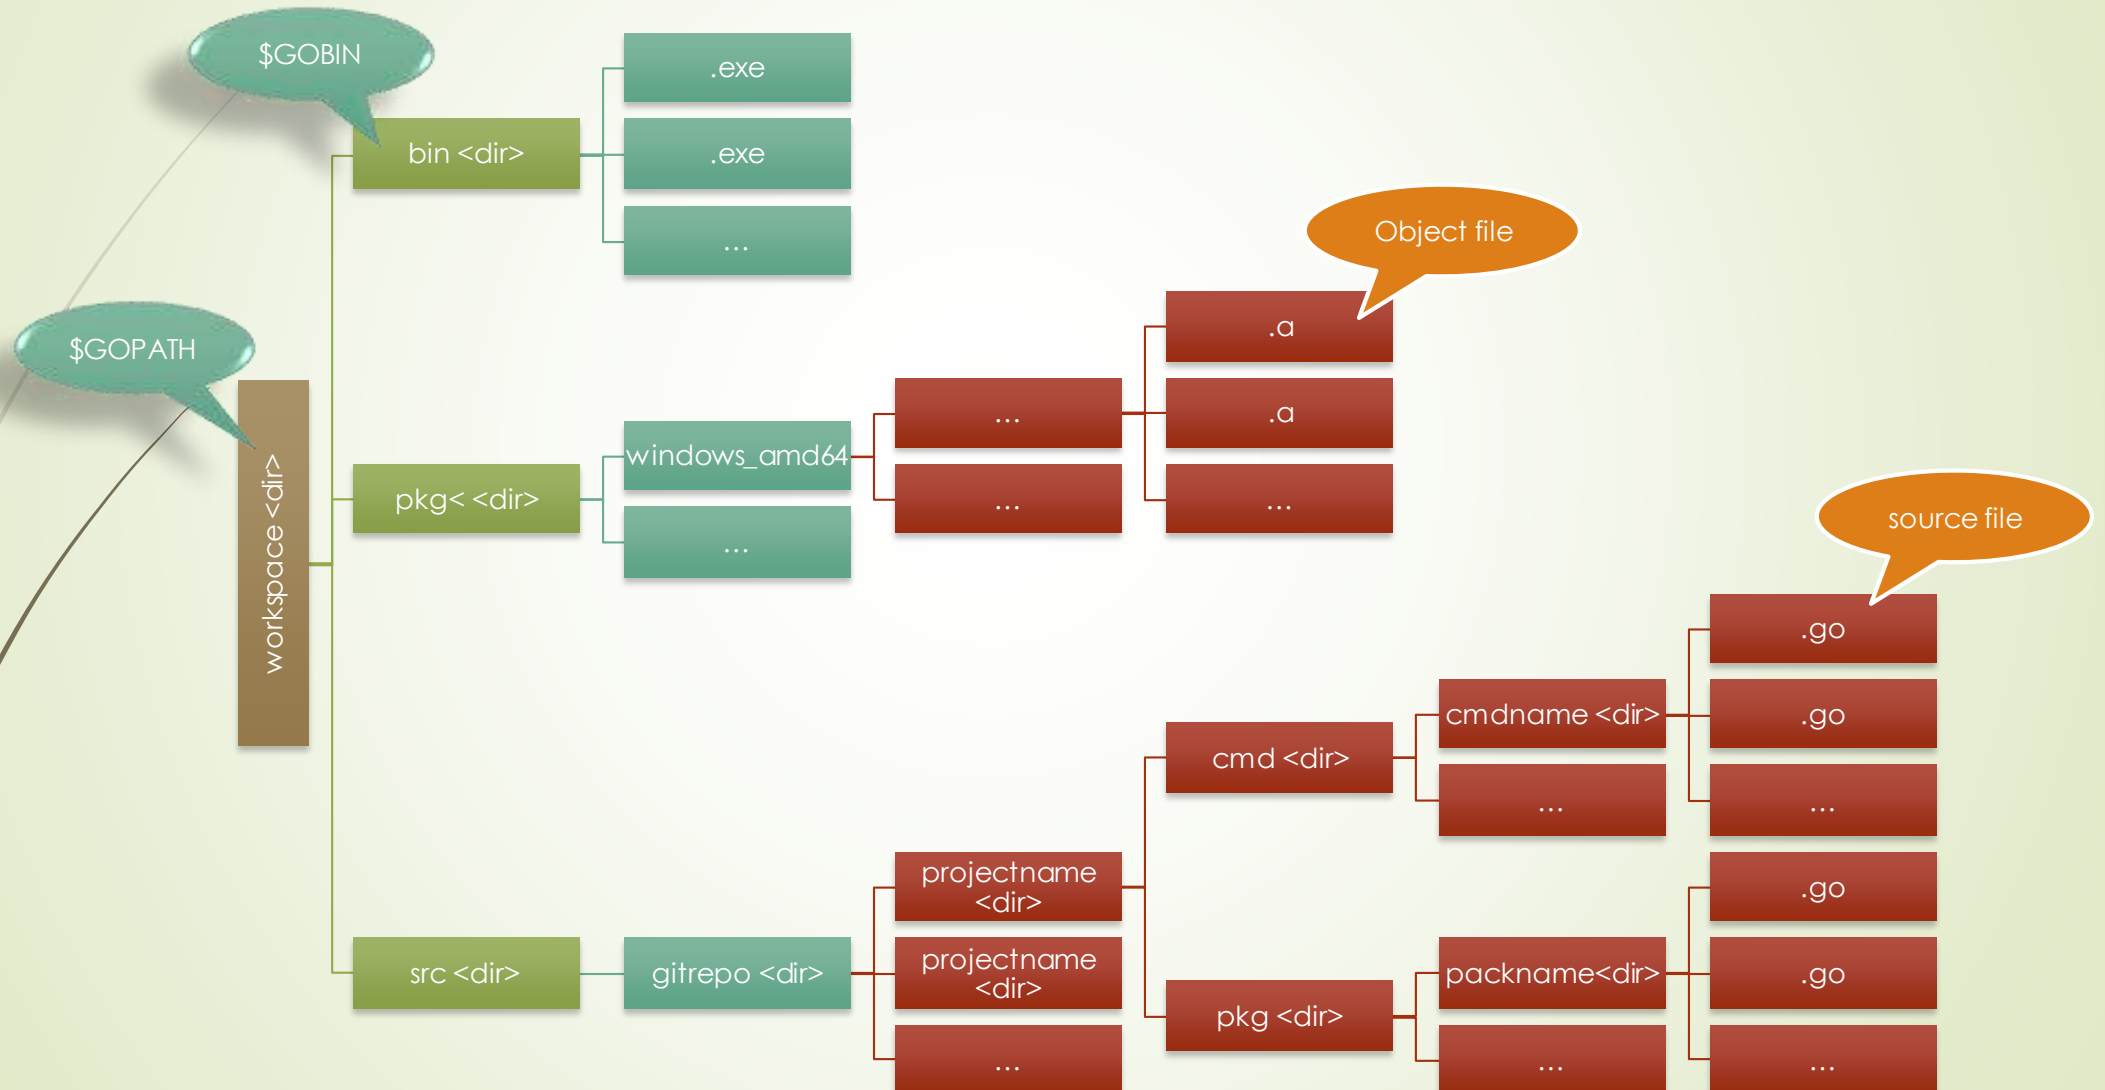 $GOBIN
.exe
bin <dir>
.exe
...
Object file
$GOPATH
.a
workspace <dir>
...
.a
windows_amd64
pkg< <dir>
...
...
...
source file
.go
cmdname <dir>
.go
cmd <dir>
...
...
projectname
<dir>
.go
src <dir>
gitrepo <dir>
projectname
<dir>
packname<dir>
.go
pkg <dir>
...
...
...